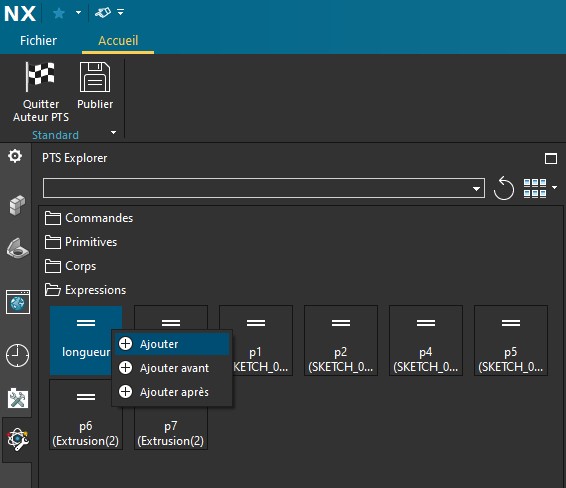 NX
Fichier Accueil
Quitter Auteur PTS
Publier
Standard
PTS Explorer
Commandes
Primitives
Corps
Expressions
longueur
p1
(SKETCH_0...
p2
(SKETCH_0...
p4
(SKETCH_0...
p5
(SKETCH_0...
Ajouter
Ajouter avant
Ajouter après
p6
(Extrusion(2)
p7
(Extrusion(2)